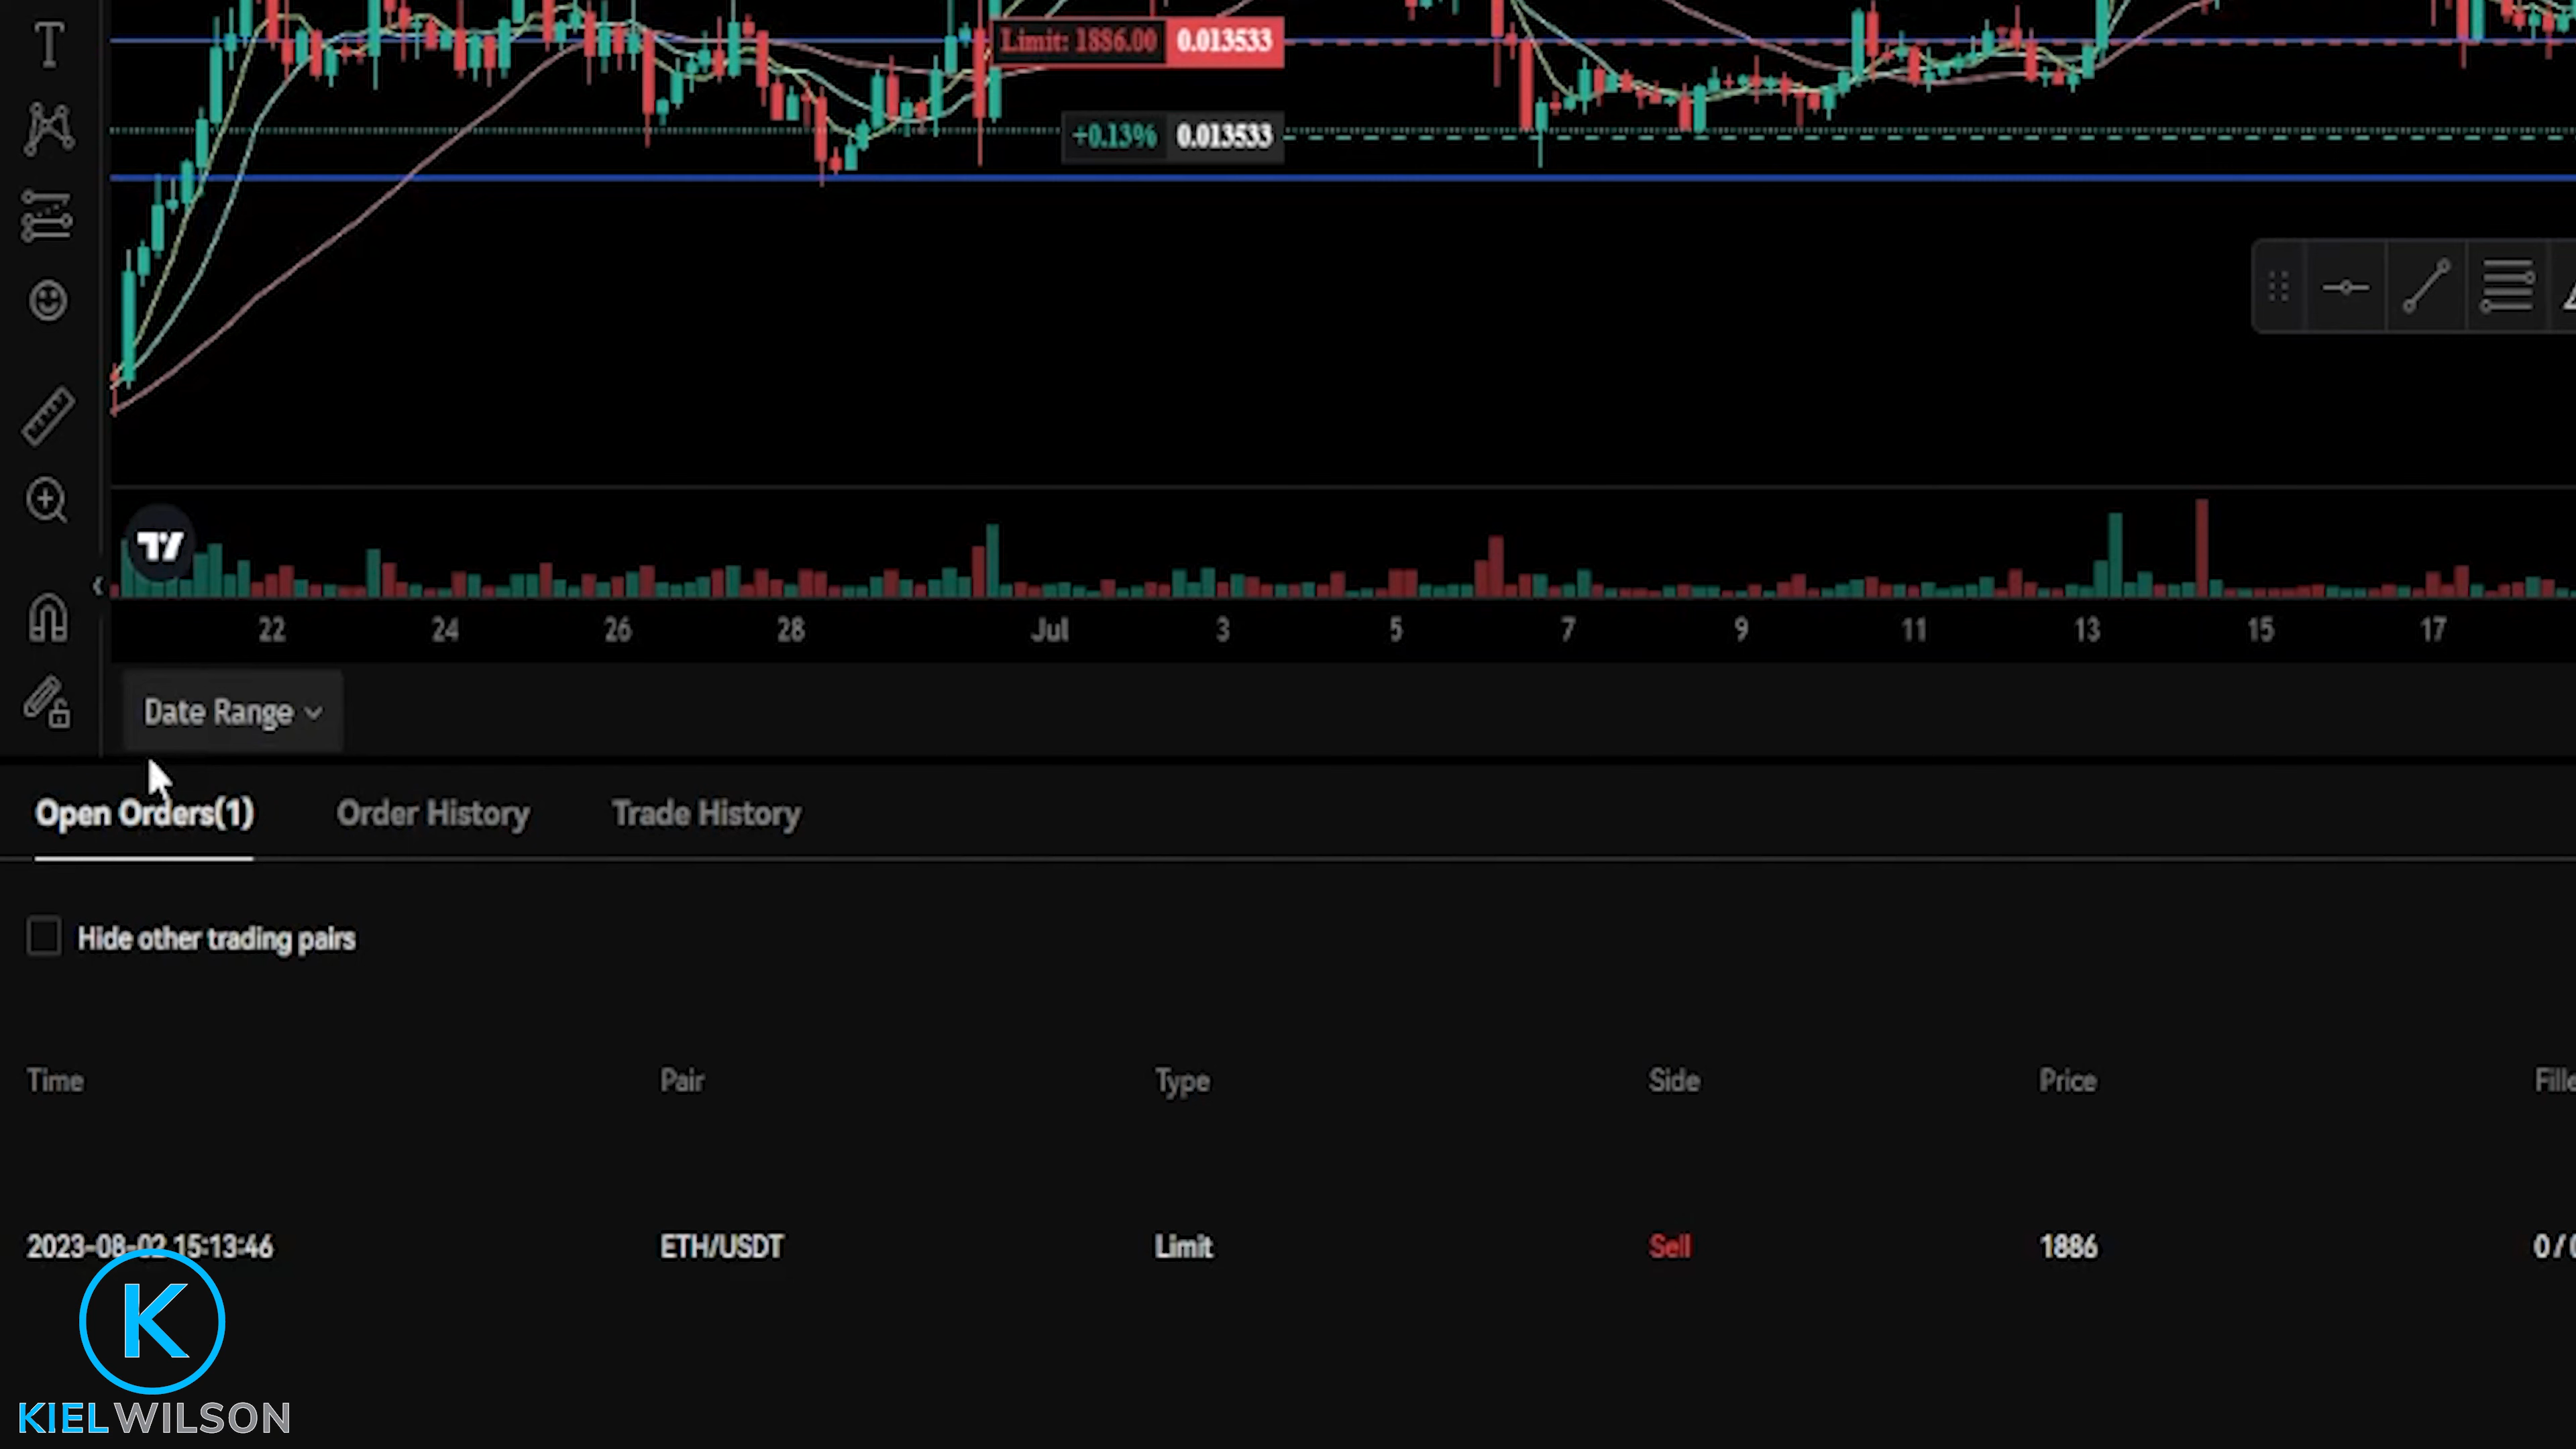 Limit: 1886.00 0.013533
+0.13% 0.013533
22 24 26 28 Jul 3 5 7 9 11 13 15 17
Date Range
Open Orders(1) Order History Trade History
Hide other trading pairs
Time Pair Type Side Price
2023-08-02 15:13:46 ETH/USDT Limit Sell 1886 0 /
K
KIELWILSON